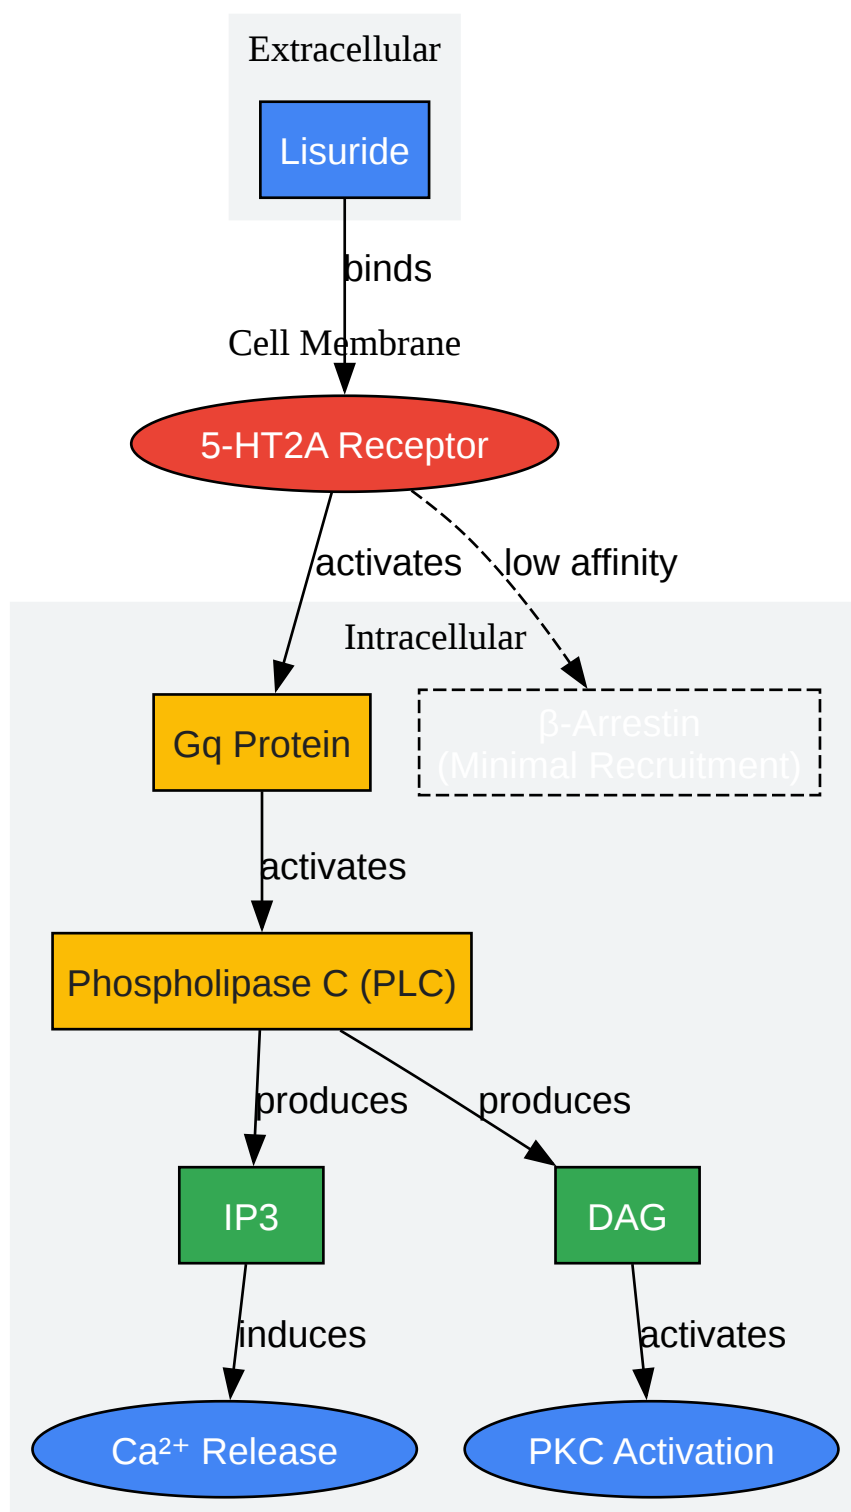 Extracellular
Lisuride
binds
Cell Membrane
5-HT2A Receptor
activates
low affinity
Intracellular
Gq Protein
β-Arrestin
(Minimal Recruitment)
activates
Phospholipase C (PLC)
produces
produces
IP3
DAG
induces
activates
Ca²⁺ Release
PKC Activation